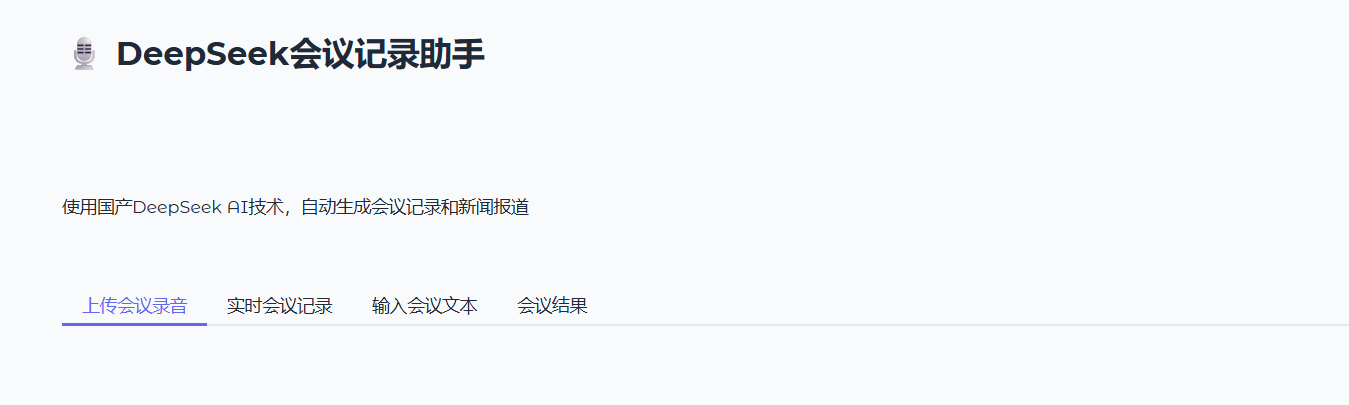 DeepSeek会议记录助手
使用国产DeepSeek AI技术，自动生成会议记录和新闻报道
上传会议录音 实时会议记录 输入会议文本 会议结果